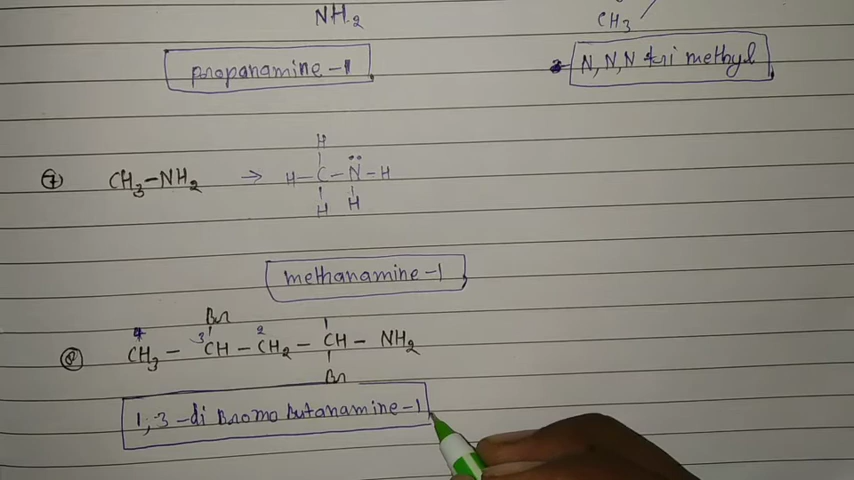 NH2
CH3
propanamine-1
N, N, N tri methyl
⑦ CH3-NH2 → H-C-N-H
H
H H
methanamine-1
Br
4 3 2 1
⑧ CH3 - CH - CH2 - CH - NH2
Br
1, 3 -di Bromo Butanamine-1